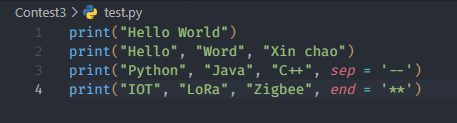 Contest3 > test.py
1 print("Hello World")
2 print("Hello", "Word", "Xin chao")
3 print("Python", "Java", "C++", sep = '--')
4 print("IOT", "LoRa", "Zigbee", end = '**')